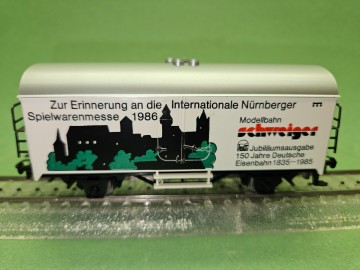 Zur Erinnerung an die Internationale Nürnberger
Spielwarenmesse 1986
Modellbahn
schweiger
Jubiläumsausgabe
150 Jahre Deutsche
Eisenbahn 1835-1985